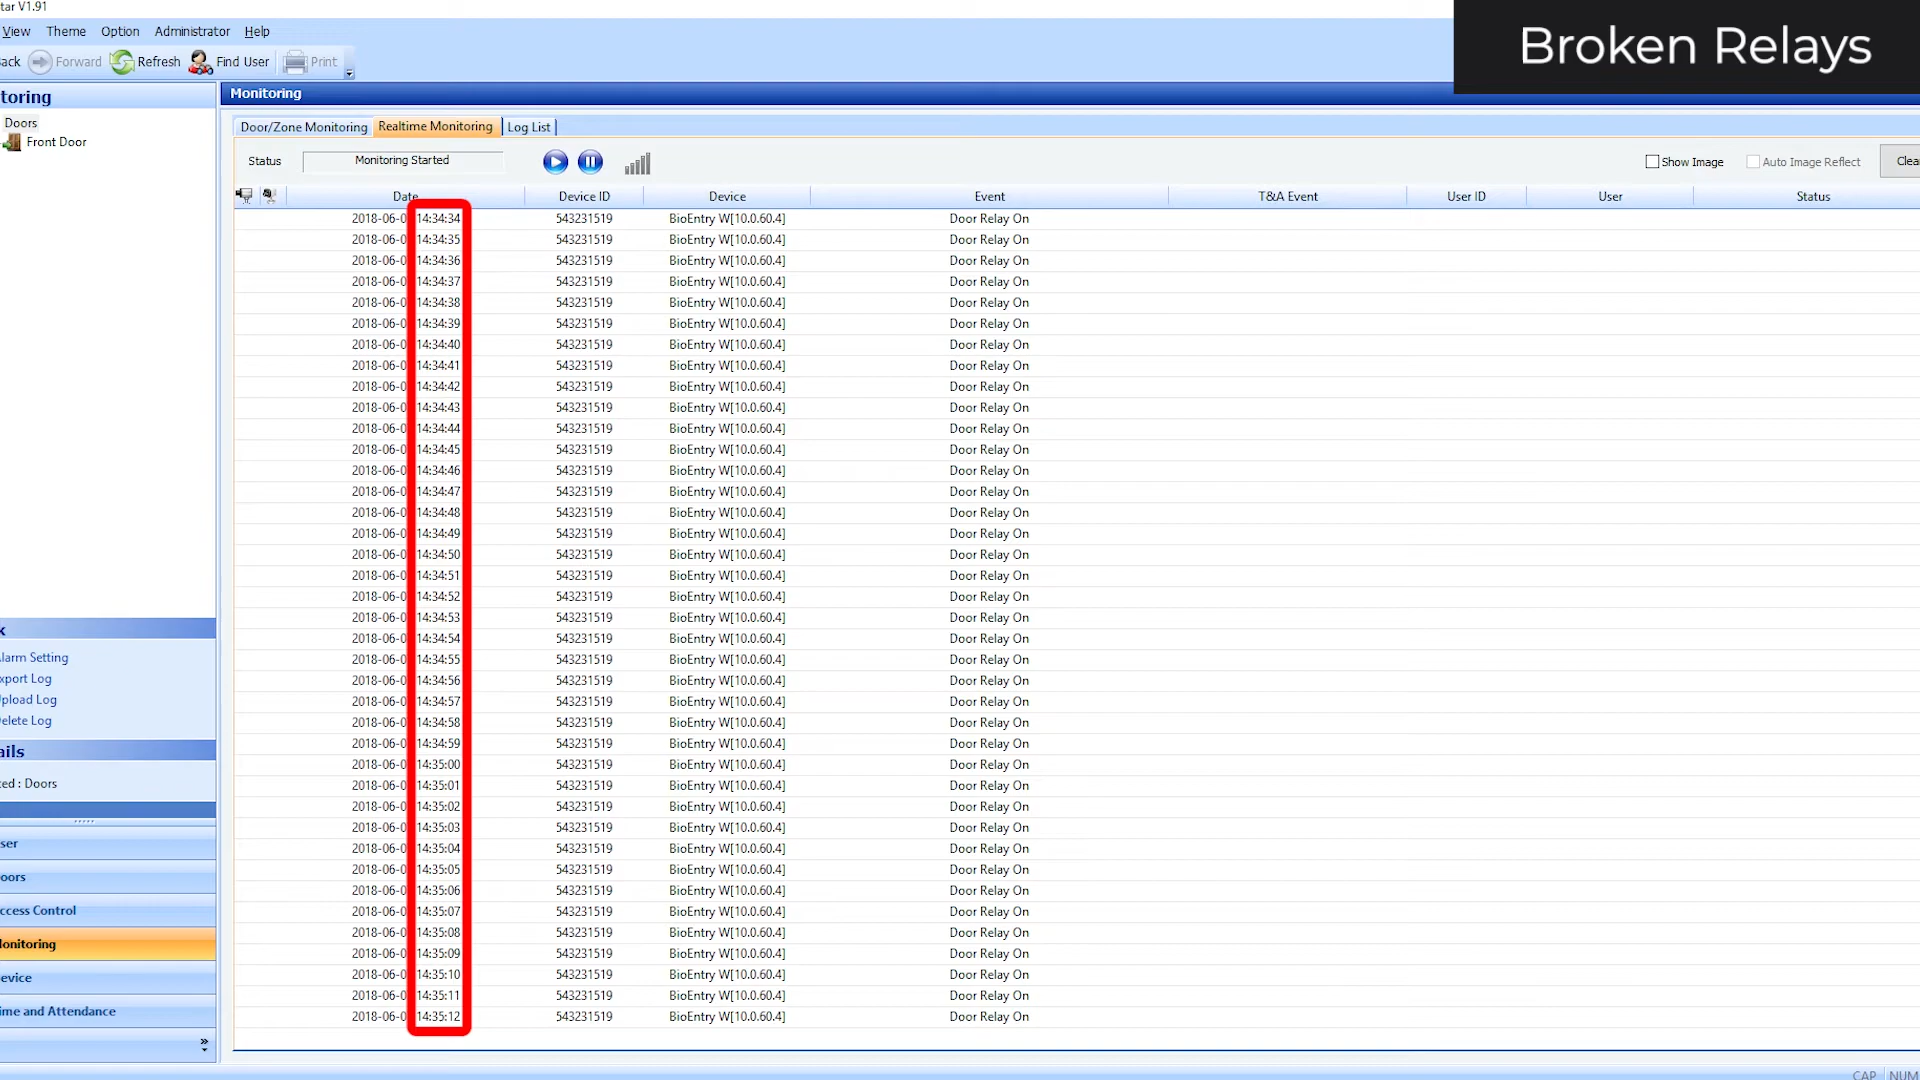 tar V1.91
View Theme Option Administrator Help
Broken Relays
ack Forward Refresh Find User Print
toring
Monitoring
Doors
Front Door
Door/Zone Monitoring Realtime Monitoring Log List
Status Monitoring Started Show Image Auto Image Reflect Clea
Date Device ID Device Event T&A Event User ID User Status
2018-06-0 14:34:34 543231519 BioEntry W[10.0.60.4] Door Relay On
2018-06-0 14:34:35 543231519 BioEntry W[10.0.60.4] Door Relay On
2018-06-0 14:34:36 543231519 BioEntry W[10.0.60.4] Door Relay On
2018-06-0 14:34:37 543231519 BioEntry W[10.0.60.4] Door Relay On
2018-06-0 14:34:38 543231519 BioEntry W[10.0.60.4] Door Relay On
2018-06-0 14:34:39 543231519 BioEntry W[10.0.60.4] Door Relay On
2018-06-0 14:34:40 543231519 BioEntry W[10.0.60.4] Door Relay On
2018-06-0 14:34:41 543231519 BioEntry W[10.0.60.4] Door Relay On
2018-06-0 14:34:42 543231519 BioEntry W[10.0.60.4] Door Relay On
2018-06-0 14:34:43 543231519 BioEntry W[10.0.60.4] Door Relay On
2018-06-0 14:34:44 543231519 BioEntry W[10.0.60.4] Door Relay On
2018-06-0 14:34:45 543231519 BioEntry W[10.0.60.4] Door Relay On
2018-06-0 14:34:46 543231519 BioEntry W[10.0.60.4] Door Relay On
2018-06-0 14:34:47 543231519 BioEntry W[10.0.60.4] Door Relay On
2018-06-0 14:34:48 543231519 BioEntry W[10.0.60.4] Door Relay On
2018-06-0 14:34:49 543231519 BioEntry W[10.0.60.4] Door Relay On
2018-06-0 14:34:50 543231519 BioEntry W[10.0.60.4] Door Relay On
2018-06-0 14:34:51 543231519 BioEntry W[10.0.60.4] Door Relay On
2018-06-0 14:34:52 543231519 BioEntry W[10.0.60.4] Door Relay On
2018-06-0 14:34:53 543231519 BioEntry W[10.0.60.4] Door Relay On
2018-06-0 14:34:54 543231519 BioEntry W[10.0.60.4] Door Relay On
2018-06-0 14:34:55 543231519 BioEntry W[10.0.60.4] Door Relay On
2018-06-0 14:34:56 543231519 BioEntry W[10.0.60.4] Door Relay On
2018-06-0 14:34:57 543231519 BioEntry W[10.0.60.4] Door Relay On
2018-06-0 14:34:58 543231519 BioEntry W[10.0.60.4] Door Relay On
2018-06-0 14:34:59 543231519 BioEntry W[10.0.60.4] Door Relay On
2018-06-0 14:35:00 543231519 BioEntry W[10.0.60.4] Door Relay On
2018-06-0 14:35:01 543231519 BioEntry W[10.0.60.4] Door Relay On
2018-06-0 14:35:02 543231519 BioEntry W[10.0.60.4] Door Relay On
2018-06-0 14:35:03 543231519 BioEntry W[10.0.60.4] Door Relay On
2018-06-0 14:35:04 543231519 BioEntry W[10.0.60.4] Door Relay On
2018-06-0 14:35:05 543231519 BioEntry W[10.0.60.4] Door Relay On
2018-06-0 14:35:06 543231519 BioEntry W[10.0.60.4] Door Relay On
2018-06-0 14:35:07 543231519 BioEntry W[10.0.60.4] Door Relay On
2018-06-0 14:35:08 543231519 BioEntry W[10.0.60.4] Door Relay On
2018-06-0 14:35:09 543231519 BioEntry W[10.0.60.4] Door Relay On
2018-06-0 14:35:10 543231519 BioEntry W[10.0.60.4] Door Relay On
2018-06-0 14:35:11 543231519 BioEntry W[10.0.60.4] Door Relay On
2018-06-0 14:35:12 543231519 BioEntry W[10.0.60.4] Door Relay On
k
larm Setting
xport Log
pload Log
elete Log
ails
ted : Doors
ser
oors
ccess Control
onitoring
evice
ime and Attendance
CAP NUM